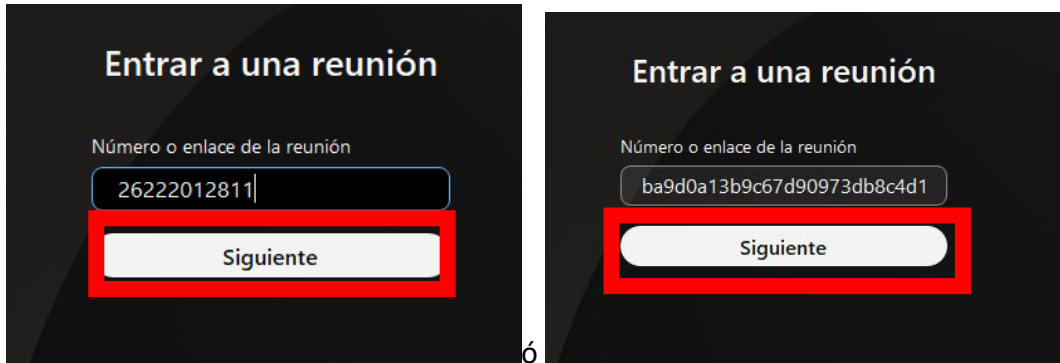 Entrar a una reunión
Número o enlace de la reunión
26222012811
Siguiente
ó
Entrar a una reunión
Número o enlace de la reunión
ba9d0a13b9c67d90973db8c4d1
Siguiente